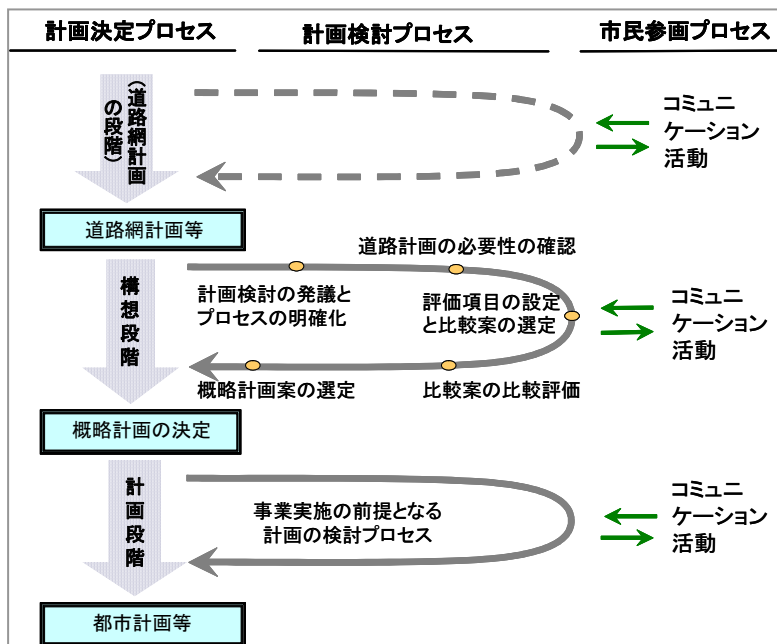 計画決定プロセス
計画検討プロセス
市民参画プロセス
(道路網計画
の段階)
コミュニ
ケーション
活動
道路網計画等
構想段階
計画検討の発議と
プロセスの明確化
道路計画の必要性の確認
評価項目の設定
と比較案の選定
比較案の比較評価
概略計画案の選定
コミュニ
ケーション
活動
概略計画の決定
計画段階
事業実施の前提となる
計画の検討プロセス
コミュニ
ケーション
活動
都市計画等